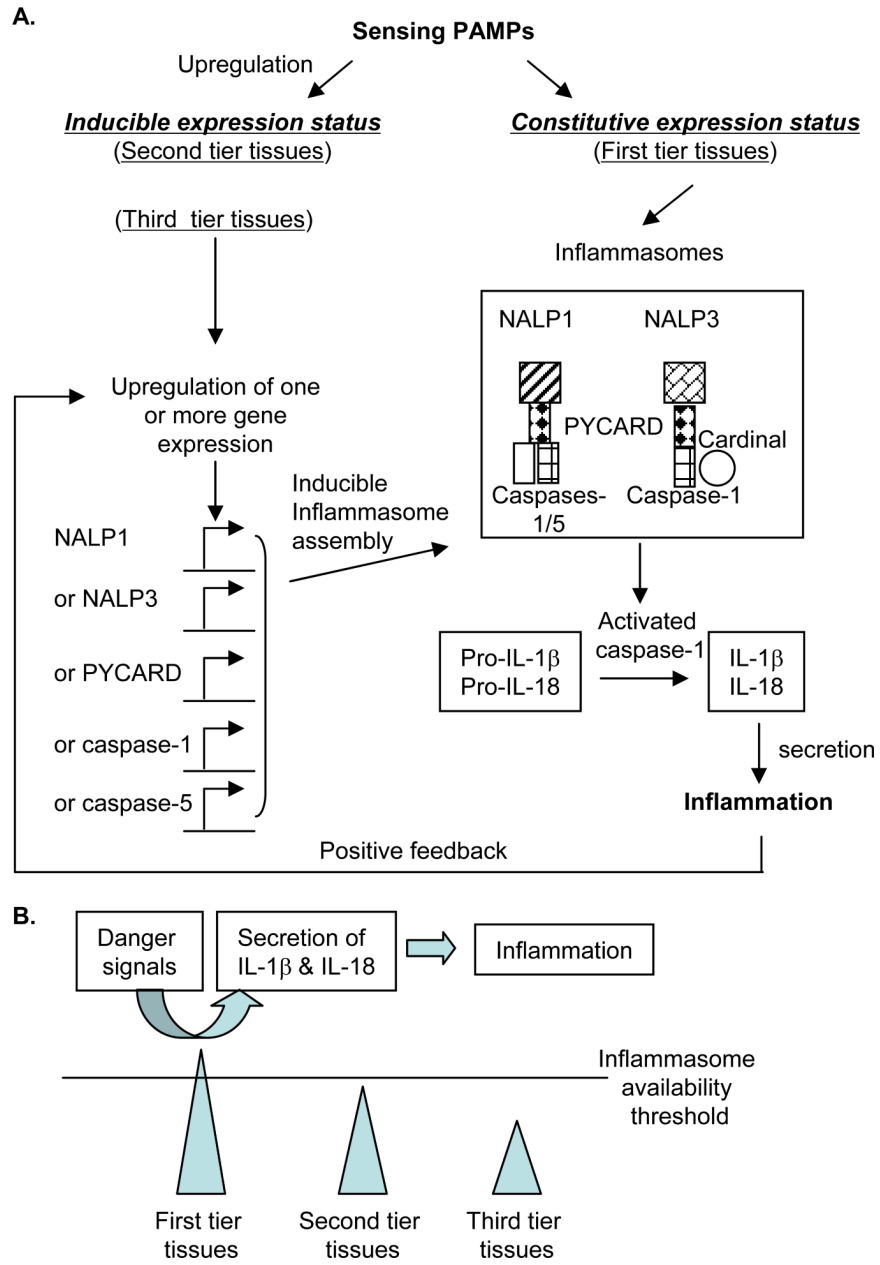 A.
Sensing PAMPs
Upregulation
Inducible expression status
(Second tier tissues)
Constitutive expression status
(First tier tissues)
(Third  tier tissues)
Inflammasomes
NALP1
NALP3
PYCARD
Cardinal
Caspases-
1/5
Caspase-1
Upregulation of one
or more gene
expression
Inducible
Inflammasome
assembly
NALP1
or NALP3
or PYCARD
or caspase-1
or caspase-5
Activated
caspase-1
Pro-IL-1β
Pro-IL-18
IL-1β
IL-18
secretion
Inflammation
Positive feedback
B.
Danger
signals
Secretion of
IL-1β & IL-18
Inflammation
Inflammasome
availability
threshold
First tier
tissues
Second tier
tissues
Third tier
tissues